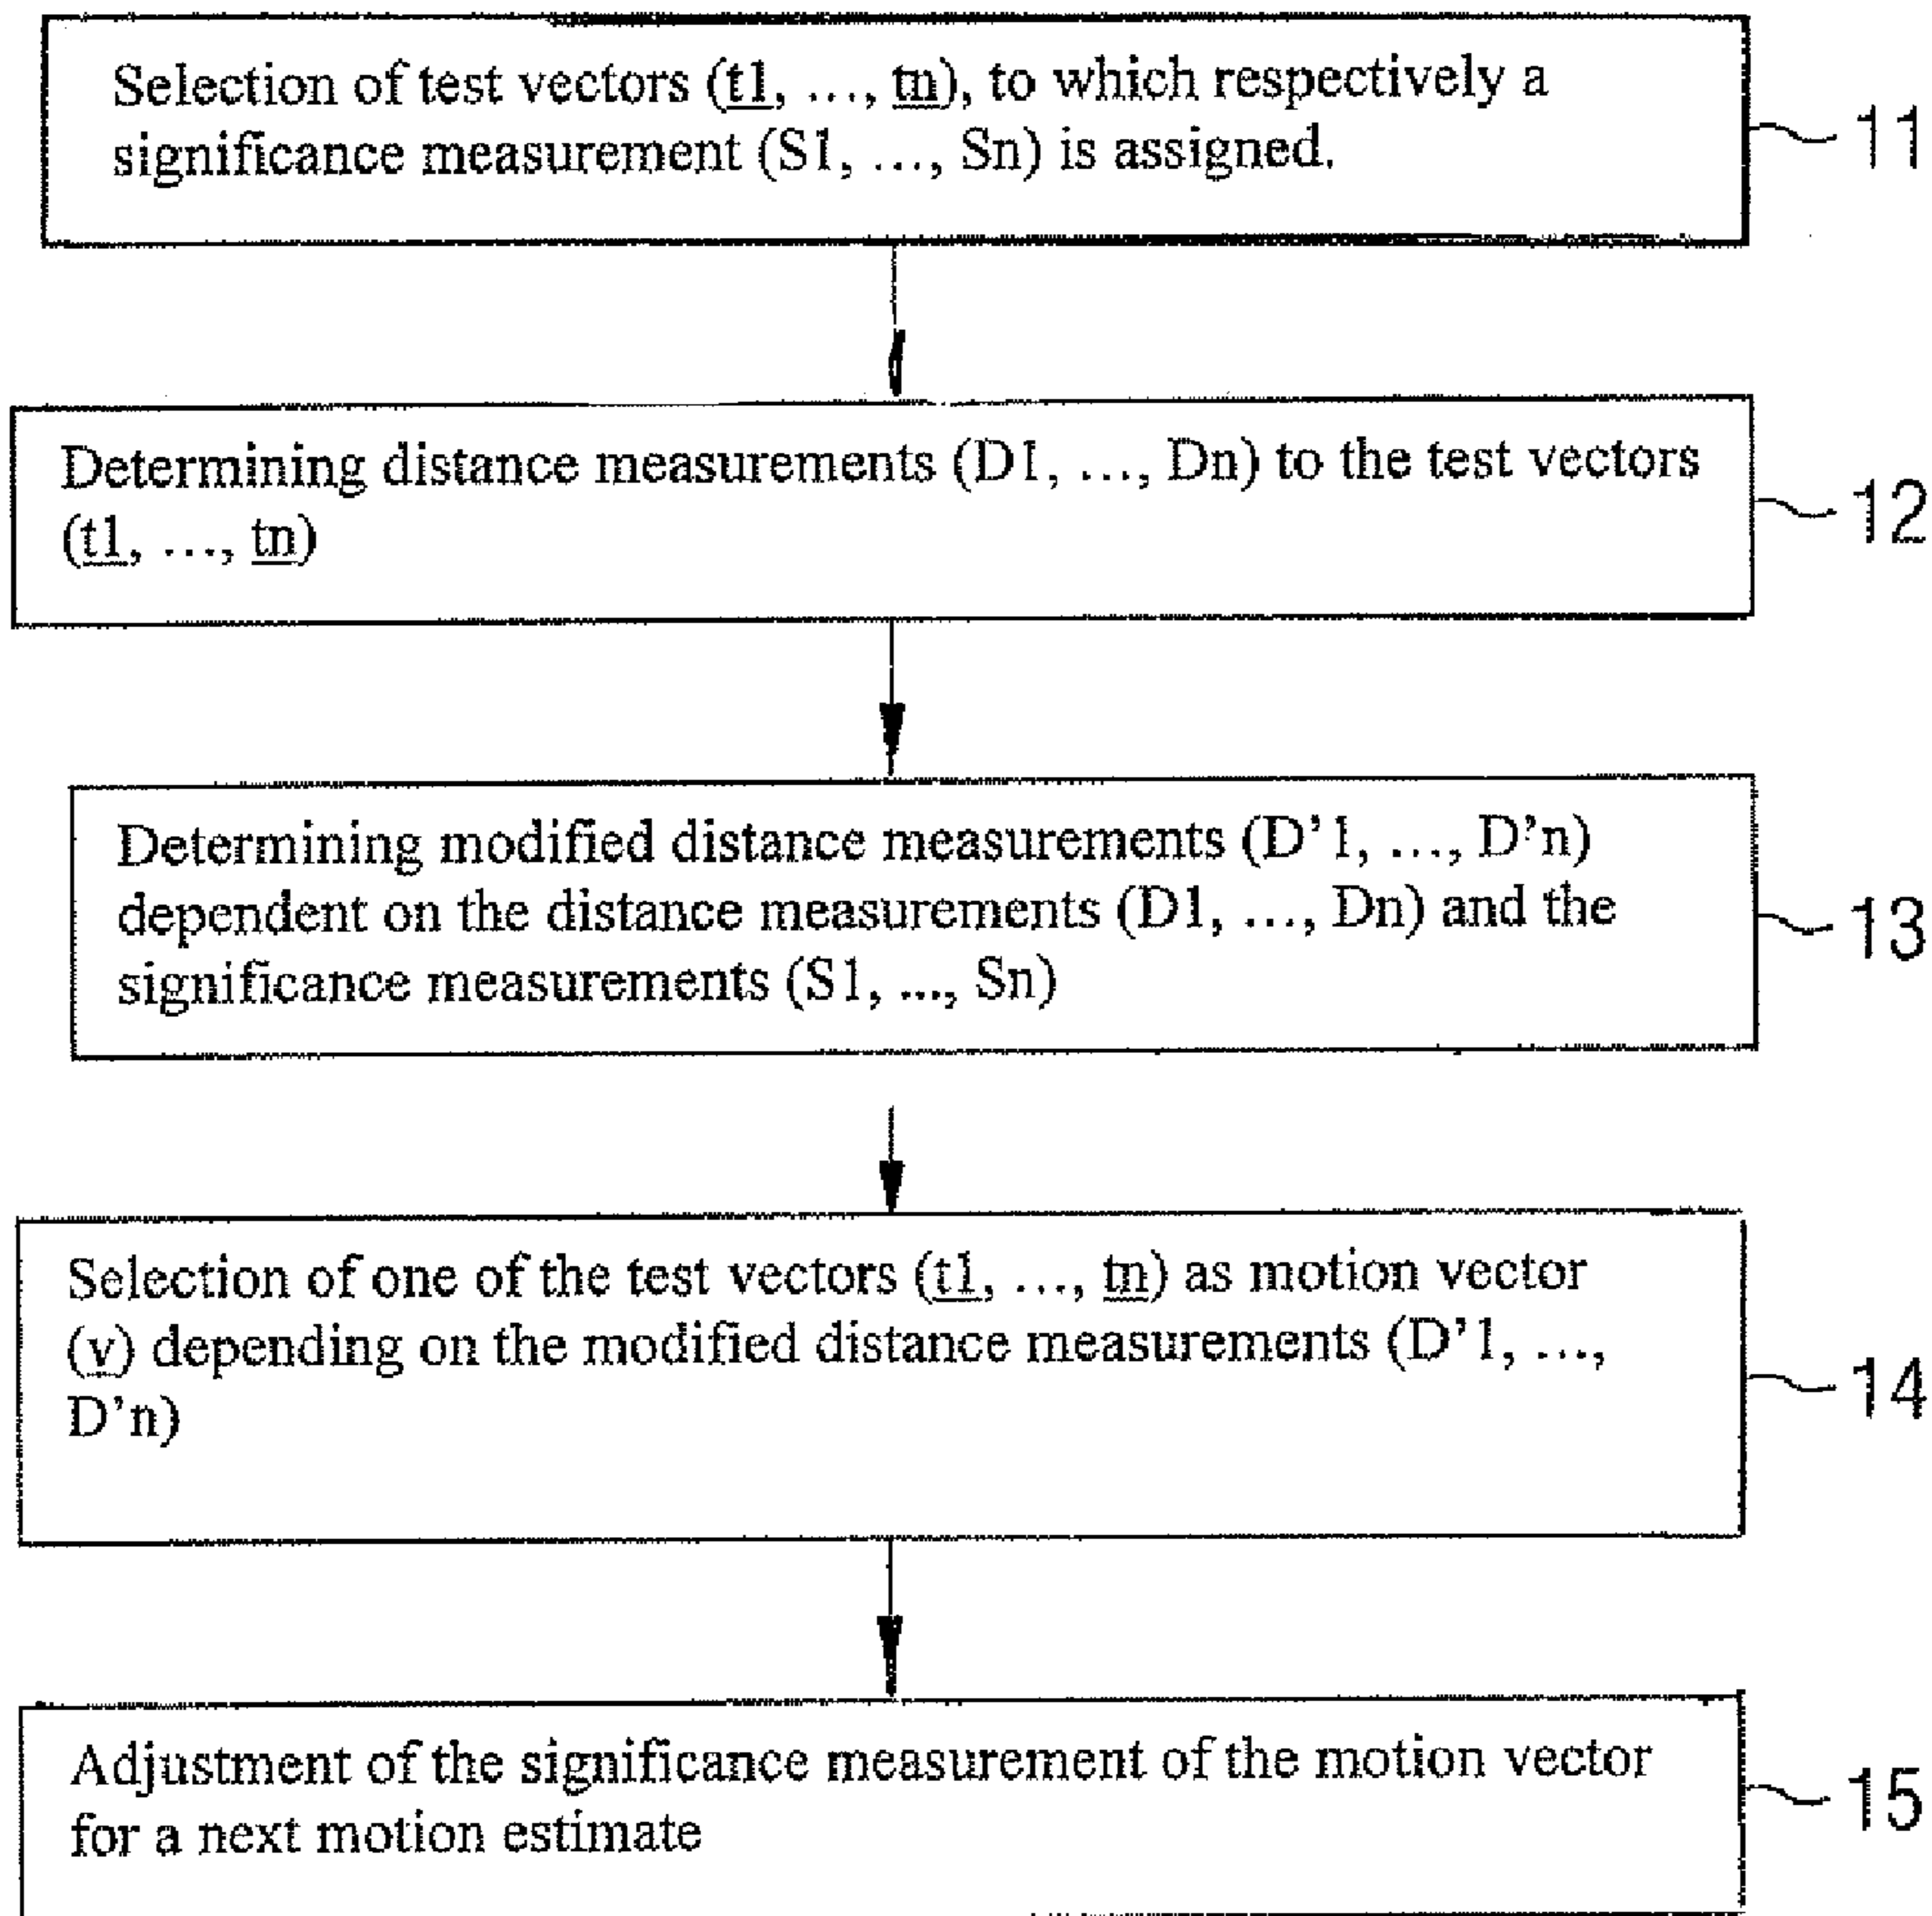 Selection of test vectors (t1, ..., tn), to which respectively a
significance measurement (S1, ..., Sn) is assigned.
11
Determining distance measurements (D1, ..., Dn) to the test vectors
(t1, ..., tn)
12
Determining modified distance measurements (D'1, ..., D'n)
dependent on the distance measurements (D1, ..., Dn) and the
significance measurements (S1, ..., Sn)
13
Selection of one of the test vectors (t1, ..., tn) as motion vector
(v) depending on the modified distance measurements (D'1, ...,
D'n)
14
Adjustment of the significance measurement of the motion vector
for a next motion estimate
15